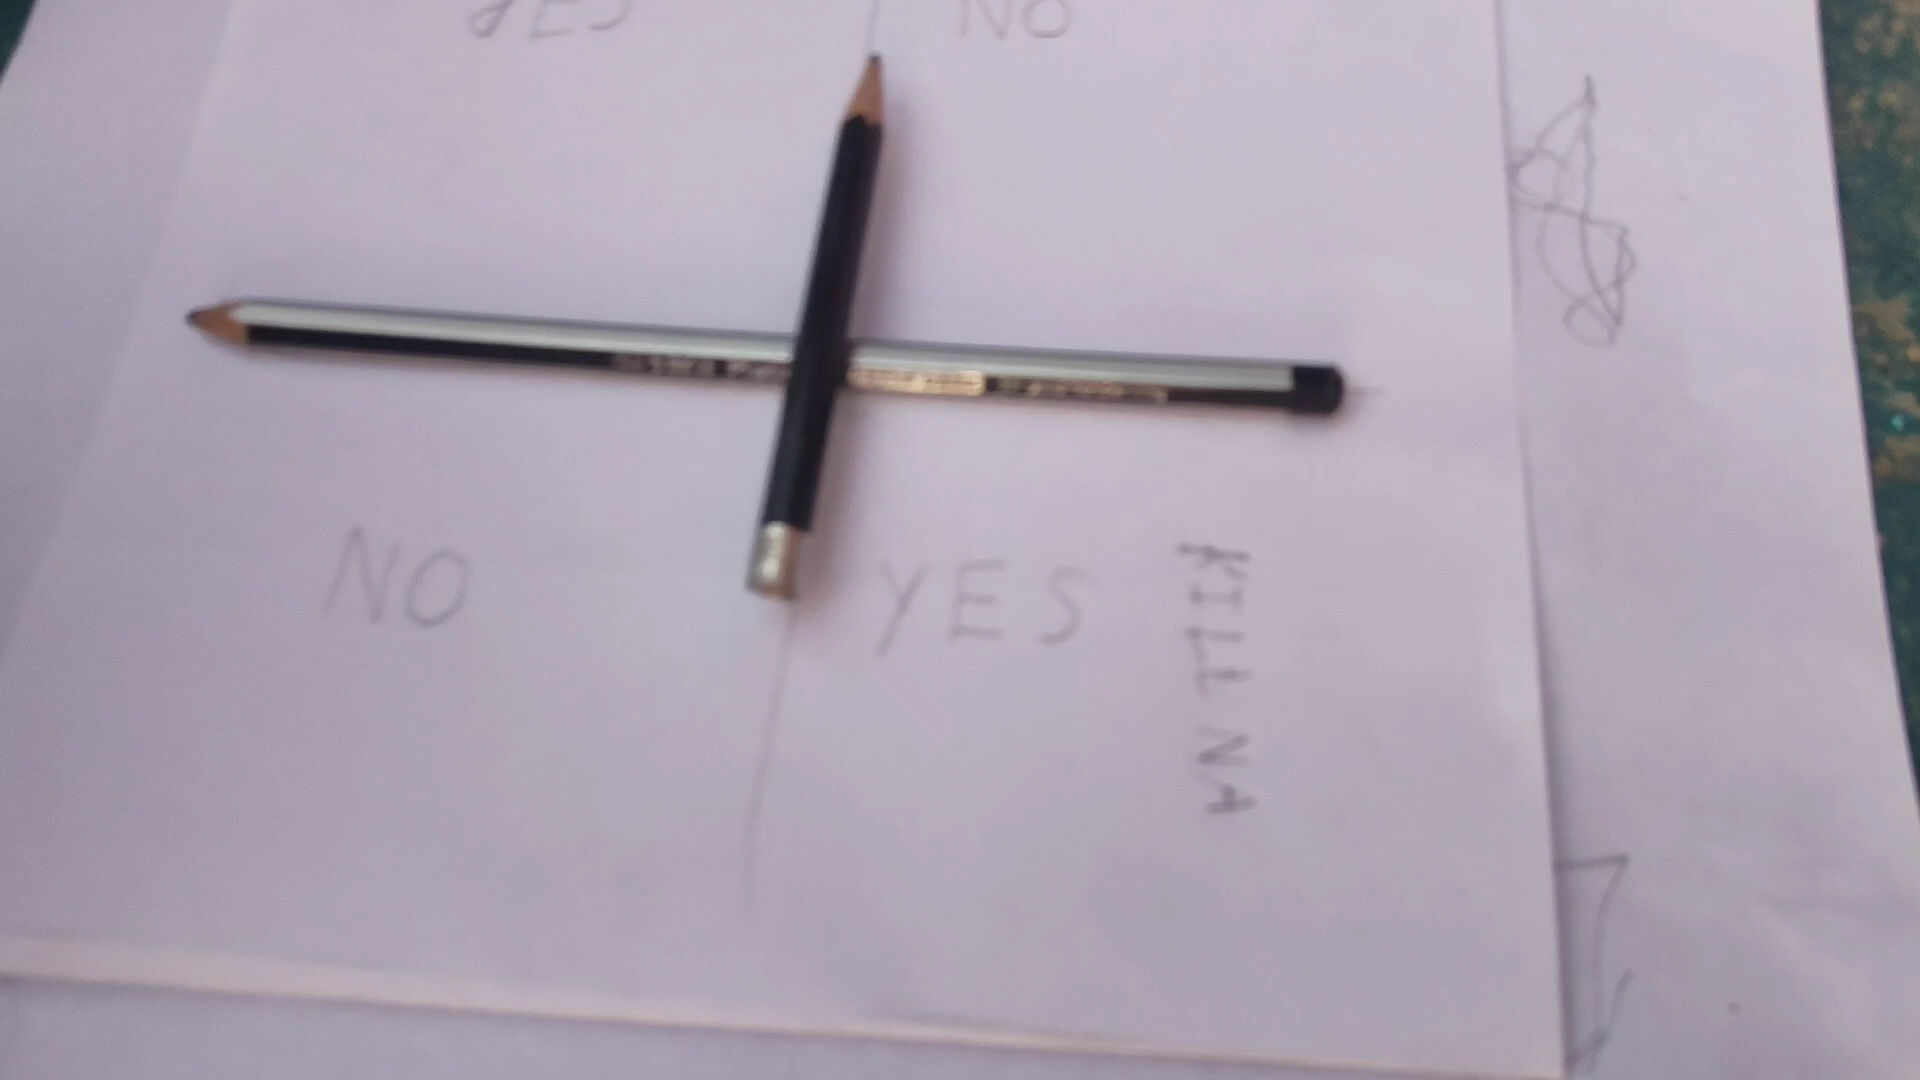 YES NO
NO YES
KILL NA